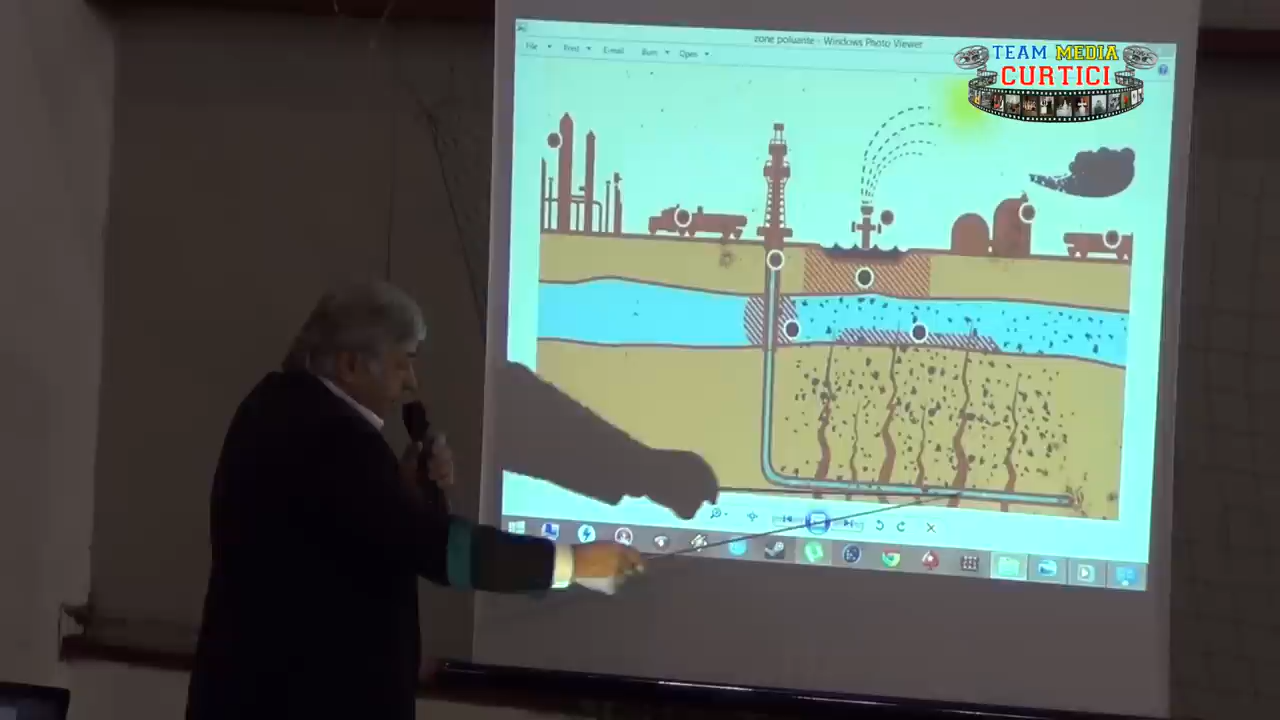 zone poluante - Windows Photo Viewer
File Print E-mail Burn Open
TEAM MEDIA
CURTICI